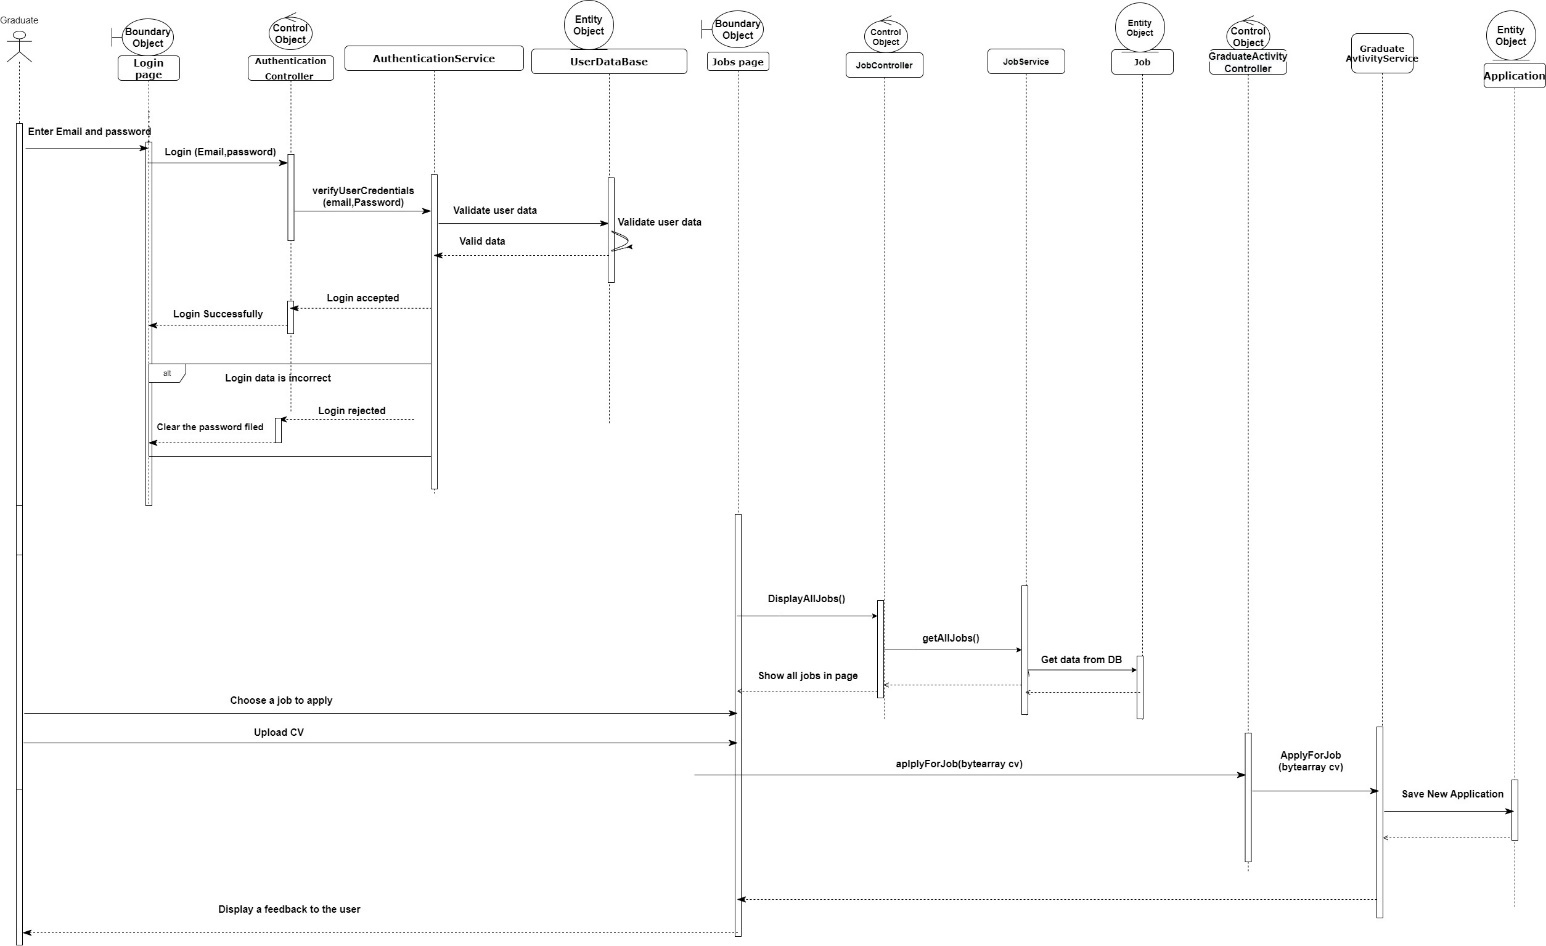 Graduate
Boundary
Object
Login
page
Control
Object
Authentication
Controller
AuthenticationService
Entity
Object
UserDataBase
Boundary
Object
Jobs page
Control
Object
JobController
JobService
Entity
Object
Job
Control
Object
GraduateActivity
Controller
Graduate
AvtivityService
Entity
Object
Application
Enter Email and password
Login (Email,password)
verifyUserCredentials
(email,Password)
Validate user data
Validate user data
Valid data
Login accepted
Login Successfully
alt
Login data is incorrect
Login rejected
Clear the password filed
DisplayAllJobs()
getAllJobs()
Get data from DB
Show all jobs in page
Choose a job to apply
Upload CV
aplplyForJob(bytearray cv)
ApplyForJob
(bytearray cv)
Save New Application
Display a feedback to the user